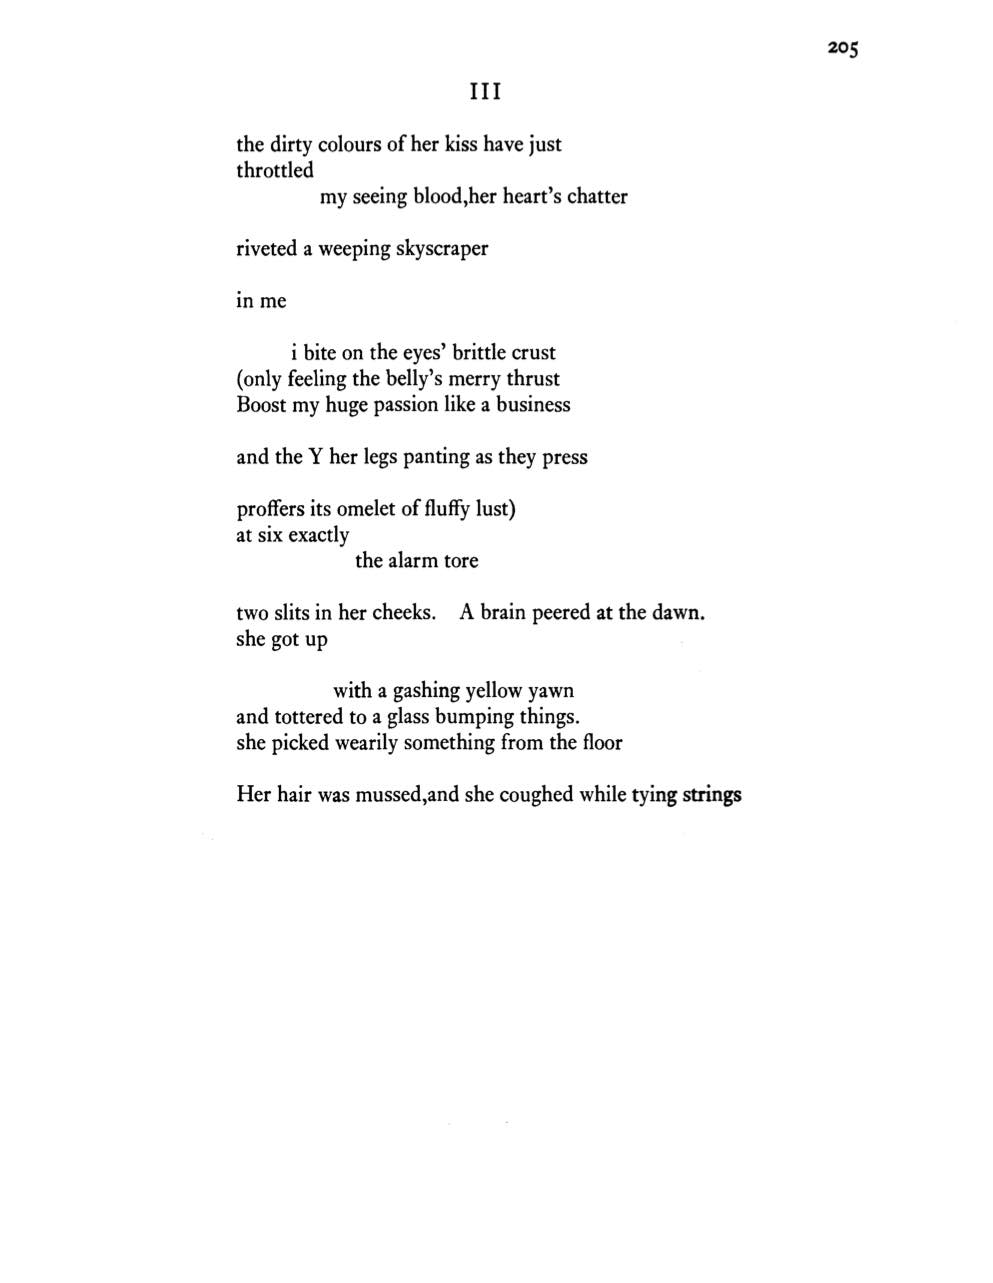 205
III
the dirty colours of her kiss have just
throttled
my seeing blood,her heart’s chatter
riveted a weeping skyscraper
in me
i bite on the eyes’ brittle crust
(only feeling the belly’s merry thrust
Boost my huge passion like a business
and the Y her legs panting as they press
proffers its omelet of fluffy lust)
at six exactly
the alarm tore
two slits in her cheeks. A brain peered at the dawn.
she got up
with a gashing yellow yawn
and tottered to a glass bumping things.
she picked wearily something from the floor
Her hair was mussed,and she coughed while tying strings